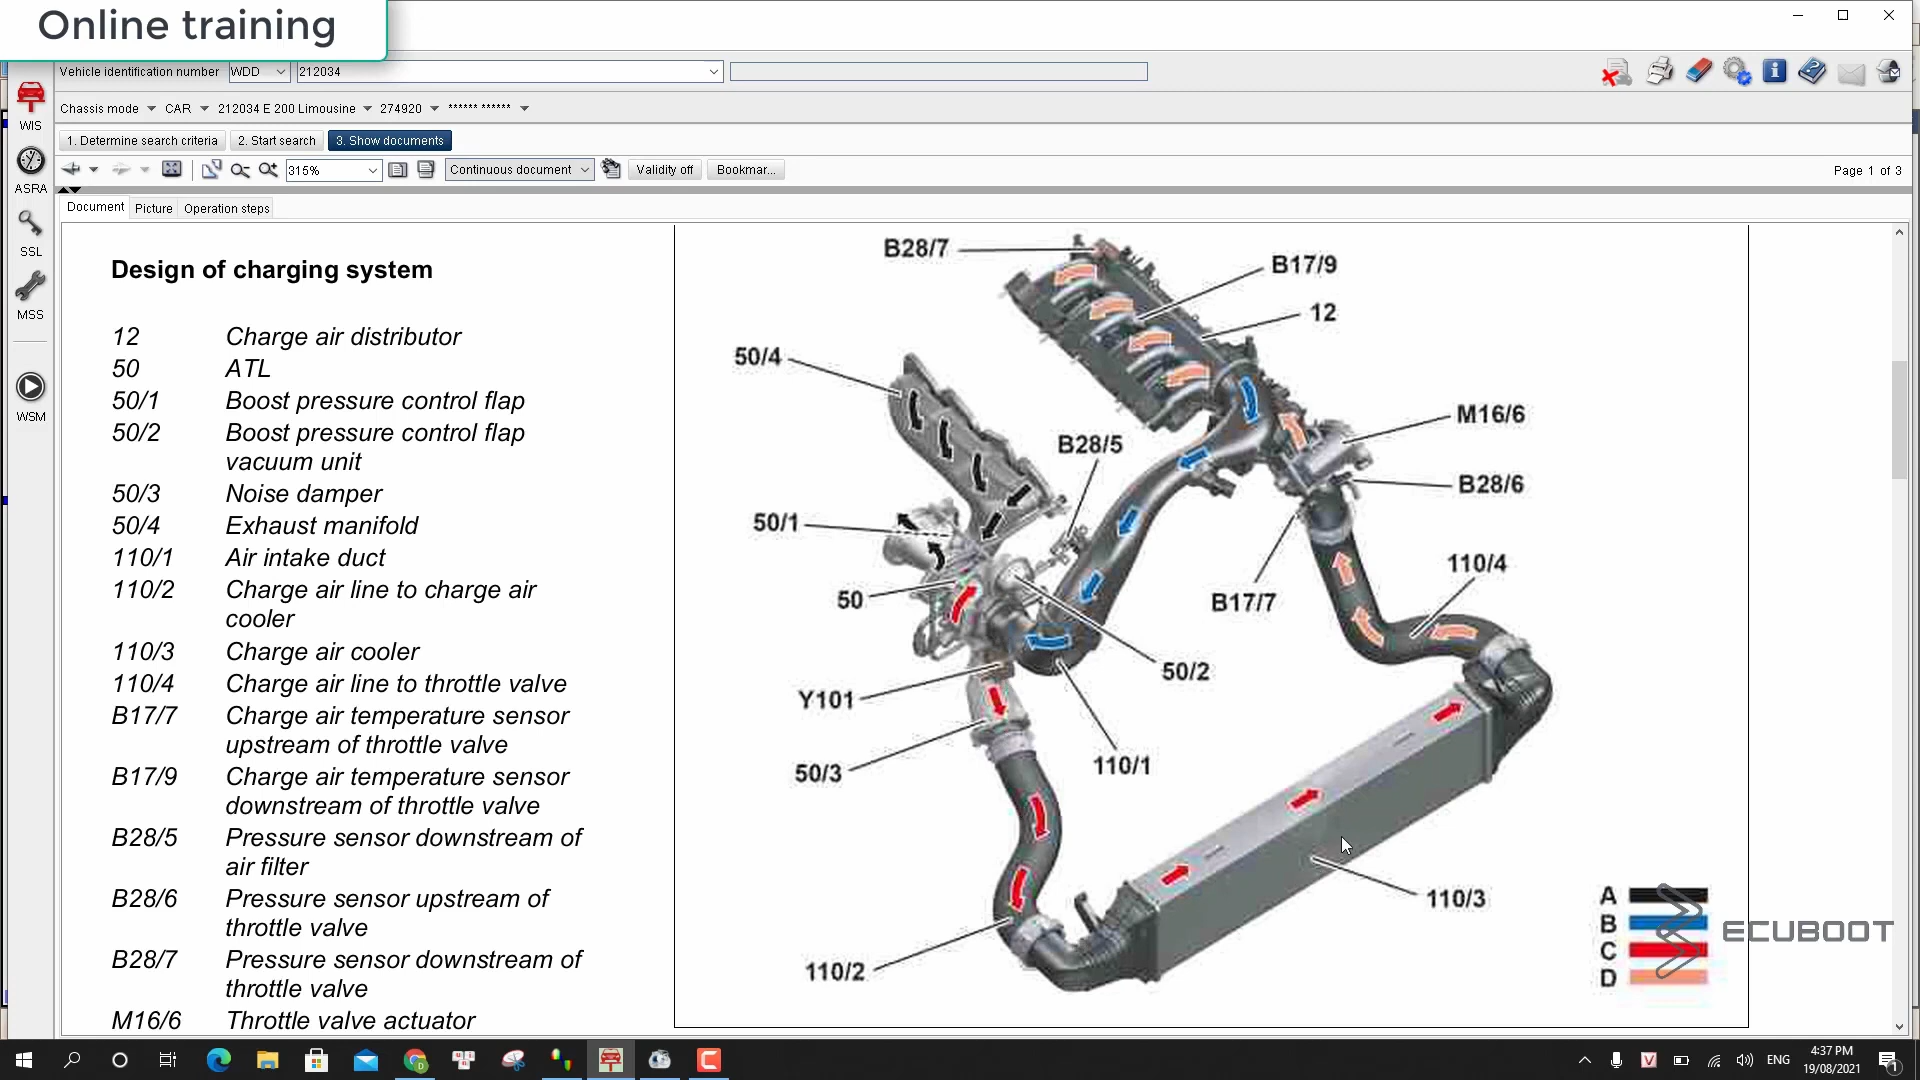 Online training
Vehicle identification number WDD 212034
Chassis mode CAR 212034 E 200 Limousine 274920 ****** ******
1. Determine search criteria 2. Start search 3. Show documents
315% Continuous document Validity off Bookmar... Page 1 of 3
Document Picture Operation steps
WIS
ASRA
SSL
MSS
WSM
Design of charging system
12 Charge air distributor
50 ATL
50/1 Boost pressure control flap
50/2 Boost pressure control flap
vacuum unit
50/3 Noise damper
50/4 Exhaust manifold
110/1 Air intake duct
110/2 Charge air line to charge air
cooler
110/3 Charge air cooler
110/4 Charge air line to throttle valve
B17/7 Charge air temperature sensor
upstream of throttle valve
B17/9 Charge air temperature sensor
downstream of throttle valve
B28/5 Pressure sensor downstream of
air filter
B28/6 Pressure sensor upstream of
throttle valve
B28/7 Pressure sensor downstream of
throttle valve
M16/6 Throttle valve actuator
B28/7
B17/9
12
50/4
M16/6
B28/5
B28/6
50/1
110/4
50
B17/7
50/2
Y101
110/1
50/3
110/3
110/2
A
B
C
D
ECUBOOT
ENG
4:37 PM
19/08/2021